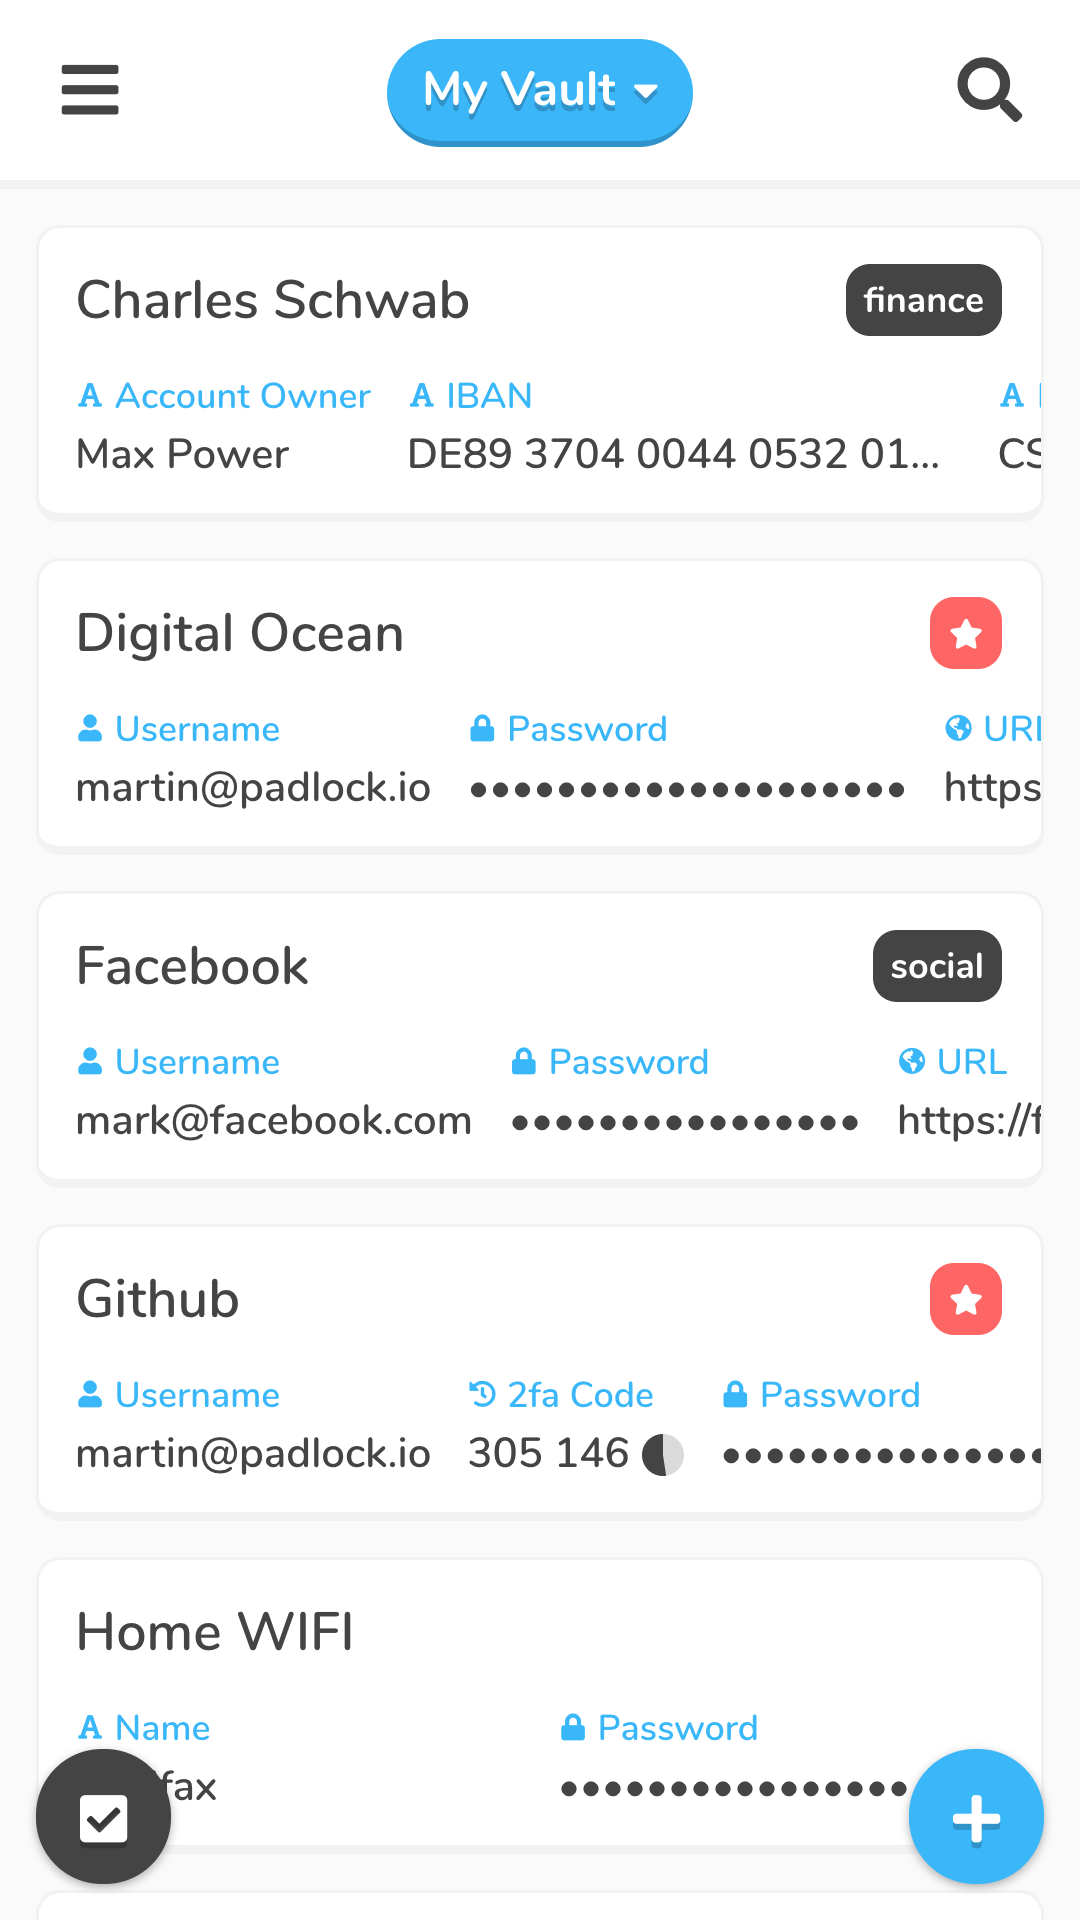 My Vault
Charles Schwab finance
Account Owner IBAN
Max Power DE89 3704 0044 0532 01... CS
Digital Ocean
Username Password URL
martin@padlock.io ●●●●●●●●●●●●●●●●●●●● https
Facebook social
Username Password URL
mark@facebook.com ●●●●●●●●●●●●●●●● https://f
Github
Username 2fa Code Password
martin@padlock.io 305 146 ●●●●●●●●●●●●●●●
Home WIFI
Name Password
fax ●●●●●●●●●●●●●●●●